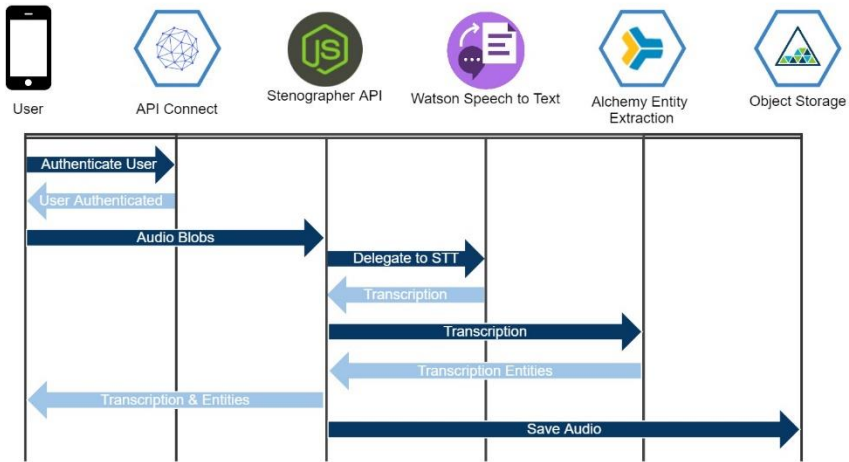 JS
User
API Connect
Stenographer API
Watson Speech to Text
Alchemy Entity
Extraction
Object Storage
Authenticate User
User Authenticated
Audio Blobs
Delegate to STT
Transcription
Transcription
Transcription Entities
Transcription & Entities
Save Audio